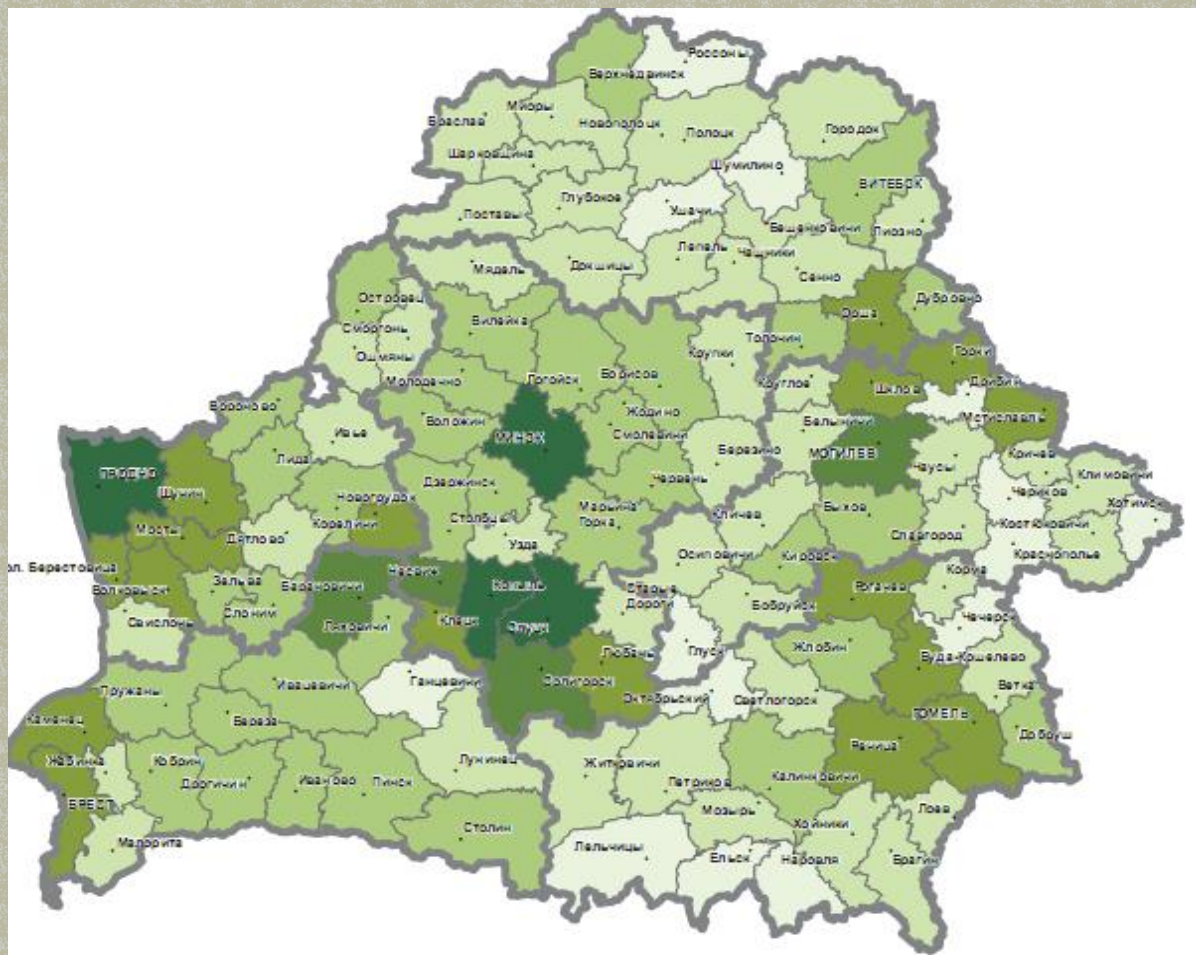 Россоны
Верхнедвинск
Миоры
Браслав
Новополоцк
Полоцк
Городок
Шарковщина
Шумилино
ВИТЕБСК
Глубокое
Ушачи
Поставы
Бешенковичи
Лиозно
Лепель
Чашники
Мядель
Докшицы
Сенно
Островец
Дубровно
Орша
Сморгонь
Вилейка
Толочин
Ошмяны
Крупки
Горки
Молодечно
Логойск
Борисов
Круглое
Шклов
Дрибин
Вороново
Воложин
Жодино
Мстиславль
Белыничи
МИНСК
Смолевичи
Ивье
Березино
МОГИЛЕВ
Кричев
Лида
Чаусы
Климовичи
ГРОДНО
Дзержинск
Червень
Чериков
Щучин
Новогрудок
Марьина
Горка
Быхов
Хотимск
Столбцы
Кличев
Костюковичи
Мосты
Кореличи
Славгород
Дятлово
Узда
Осиповичи
Краснополье
Кировск
ол. Берестовица
Несвиж
Корма
Зельва
Барановичи
Копыль
Старые
Дороги
Рогачев
Волковыск
Слоним
Бобруйск
Чечерск
Клецк
Слуцк
Свислочь
Ляховичи
Глуск
Жлобин
Любань
Буда-Кошелево
Ганцевичи
Солигорск
Октябрьский
Светлогорск
Ветка
Пружаны
Ивацевичи
Каменец
Береза
ГОМЕЛЬ
Добруш
Жабинка
Кобрин
Лунинец
Житковичи
Речица
Дрогичин
Иваново
Пинск
Петриков
Калинковичи
БРЕСТ
Мозырь
Лоев
Столин
Хойники
Малорита
Лельчицы
Ельск
Наровля
Брагин